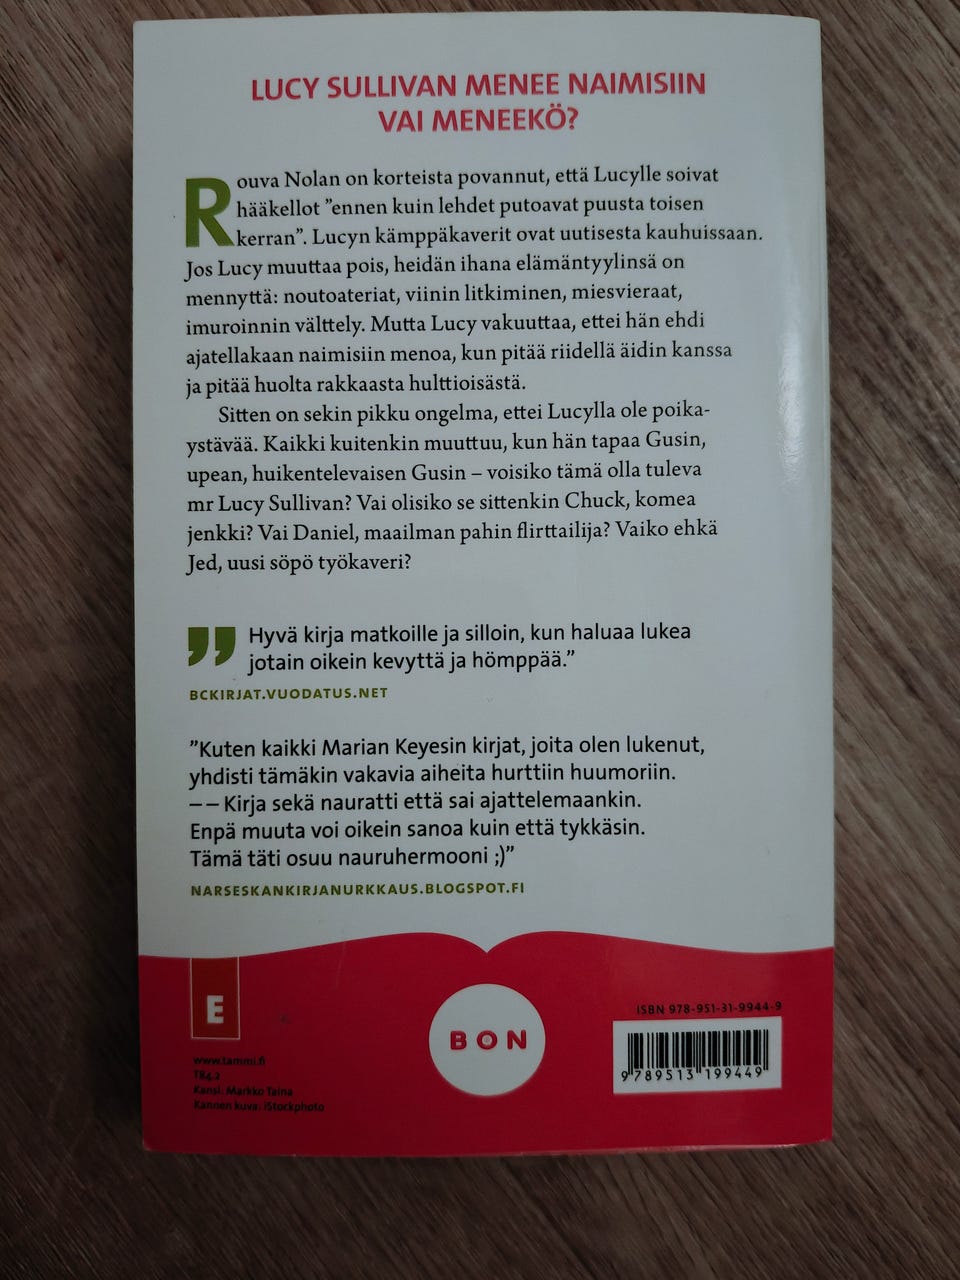 LUCY SULLIVAN MENEE NAIMISIIN
VAI MENEEKÖ?
Rouva Nolan on korteista povannut, että Lucylle soivat
hääkellot ”ennen kuin lehdet putoavat puusta toisen
kerran”. Lucyn kämppäkaverit ovat uutisesta kauhuissaan.
Jos Lucy muuttaa pois, heidän ihana elämäntyylinsä on
mennyttä: noutoateriat, viinin litkiminen, miesvieraat,
imuroinnin välttely. Mutta Lucy vakuuttaa, ettei hän ehdi
ajatellakaan naimisiin menoa, kun pitää riidellä äidin kanssa
ja pitää huolta rakkaasta hulttioisästä.
Sitten on sekin pikku ongelma, ettei Lucylla ole poika-
ystävää. Kaikki kuitenkin muuttuu, kun hän tapaa Gusin,
upean, huikentelevaisen Gusin – voisiko tämä olla tuleva
mr Lucy Sullivan? Vai olisiko se sittenkin Chuck, komea
jenkki? Vai Daniel, maailman pahin flirttailija? Vaiko ehkä
Jed, uusi söpö työkaveri?
” Hyvä kirja matkoille ja silloin, kun haluaa lukea
jotain oikein kevyttä ja hömppää.”
BCKIRJAT.VUODATUS.NET
”Kuten kaikki Marian Keyesin kirjat, joita olen lukenut,
yhdisti tämäkin vakavia aiheita hurttiin huumoriin.
–– Kirja sekä nauratti että sai ajattelemaankin.
Enpä muuta voi oikein sanoa kuin että tykkäsin.
Tämä täti osuu nauruhermooni ;)”
NARSESKANKIRJANURKKAUS.BLOGSPOT.FI
E
BON
www.tammi.fi
T84.2
Kansi: Markko Taina
Kannen kuva: iStockphoto
ISBN 978-951-31-9944-9
9 789513 199449